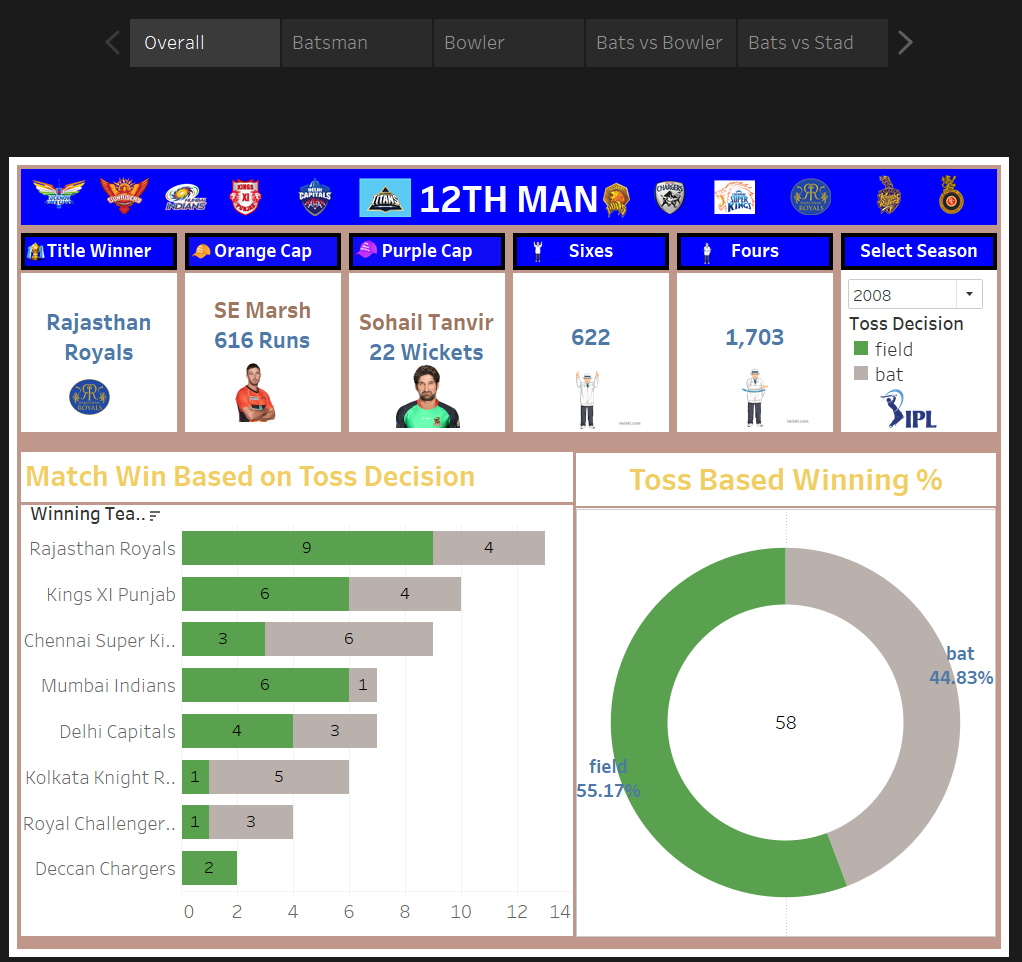 Overall
Batsman
Bowler
Bats vs Bowler
Bats vs Stad
12TH MAN
Title Winner
Orange Cap
Purple Cap
Sixes
Fours
Select Season
Rajasthan
Royals
SE Marsh
616 Runs
Sohail Tanvir
22 Wickets
622
1,703
2008
Toss Decision
field
bat
IPL
Match Win Based on Toss Decision
Toss Based Winning %
Winning Tea..
Rajasthan Royals 9 4
Kings XI Punjab 6 4
Chennai Super Ki.. 3 6
Mumbai Indians 6 1
Delhi Capitals 4 3
Kolkata Knight R.. 1 5
Royal Challenger.. 1 3
Deccan Chargers 2
0 2 4 6 8 10 12 14
bat
44.83%
58
field
55.17%